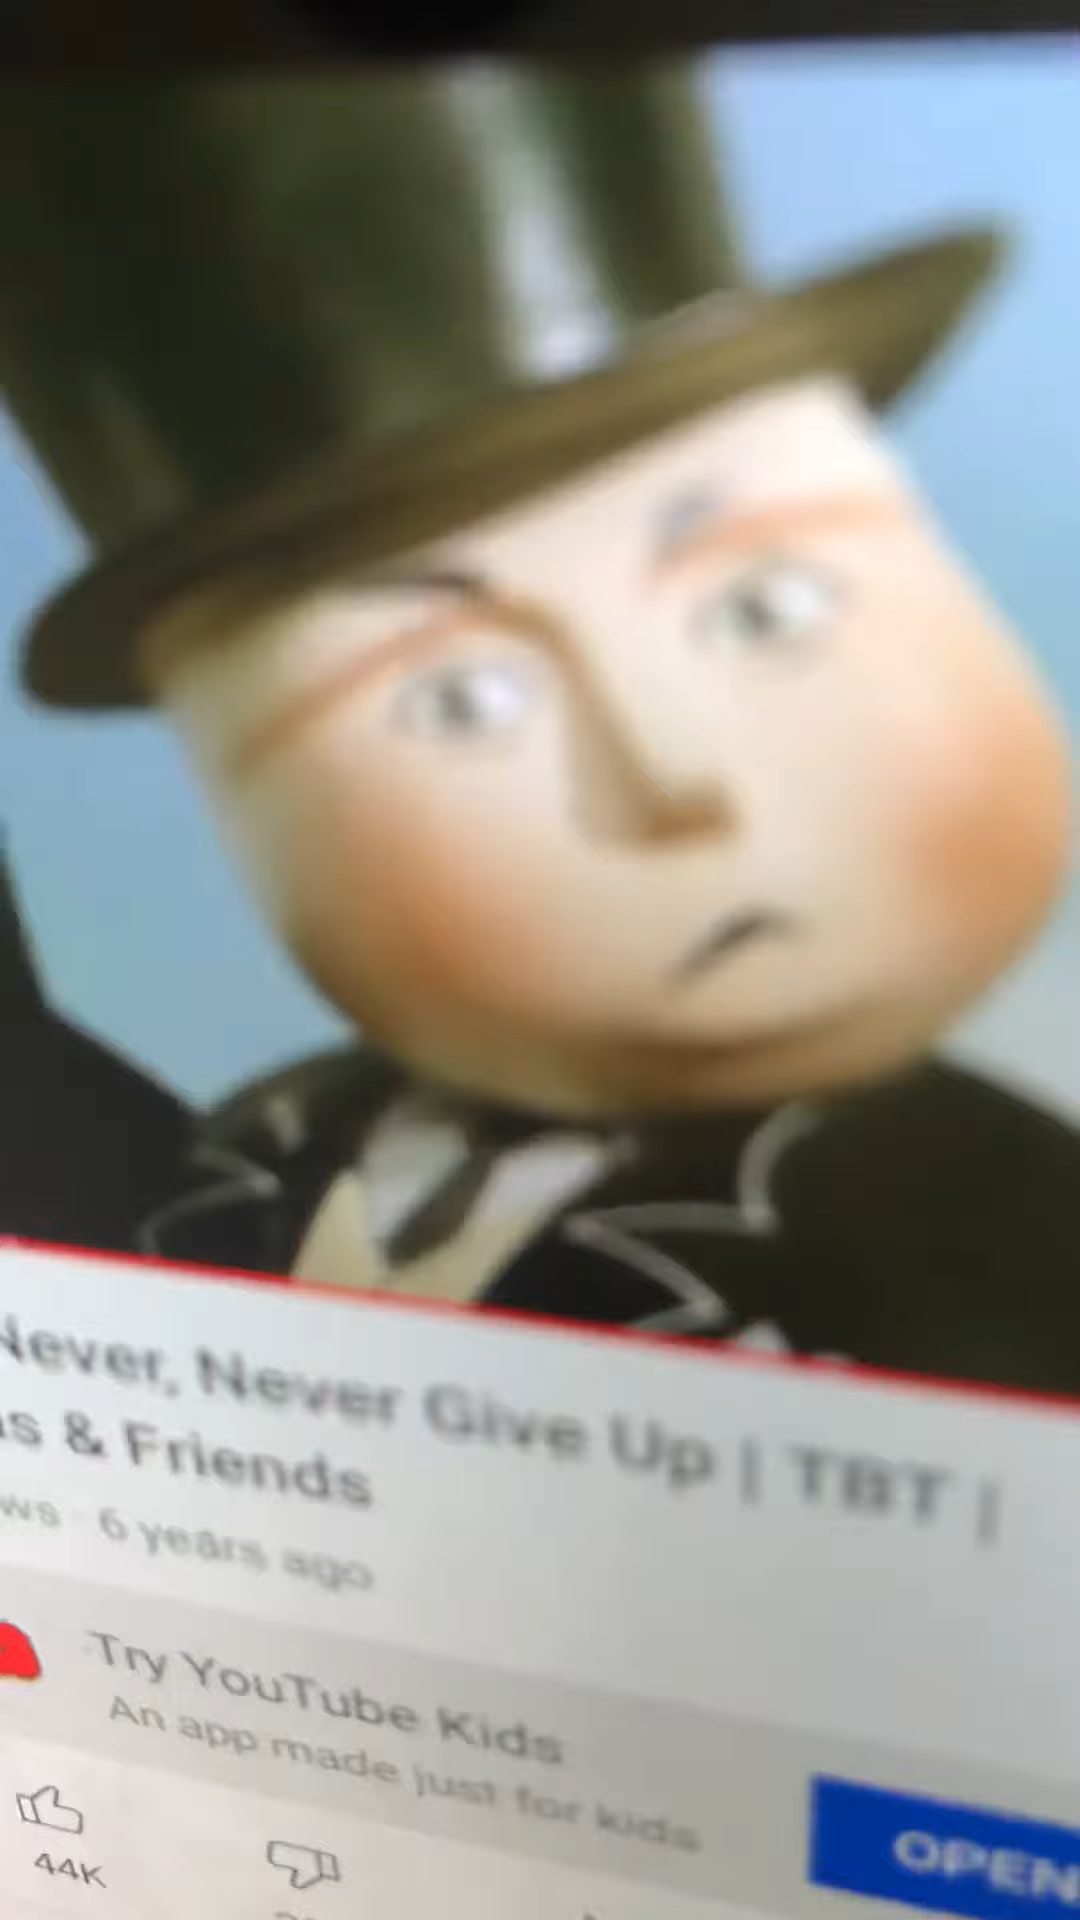 Never, Never Give Up | TBT |
& Friends
6 years ago
Try YouTube Kids
An app made just for kids
OPEN
44K